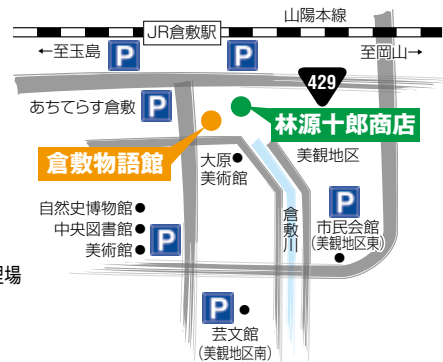 山陽本線
JR倉敷駅
←至玉島
P
P
至岡山→
429
あちてらす倉敷
P
林源十郎商店
倉敷物語館
大原
美術館
美観地区
自然史博物館
中央図書館
美術館
P
倉敷川
P
市民会館
(美観地区東)
場
P
芸文館
(美観地区南)